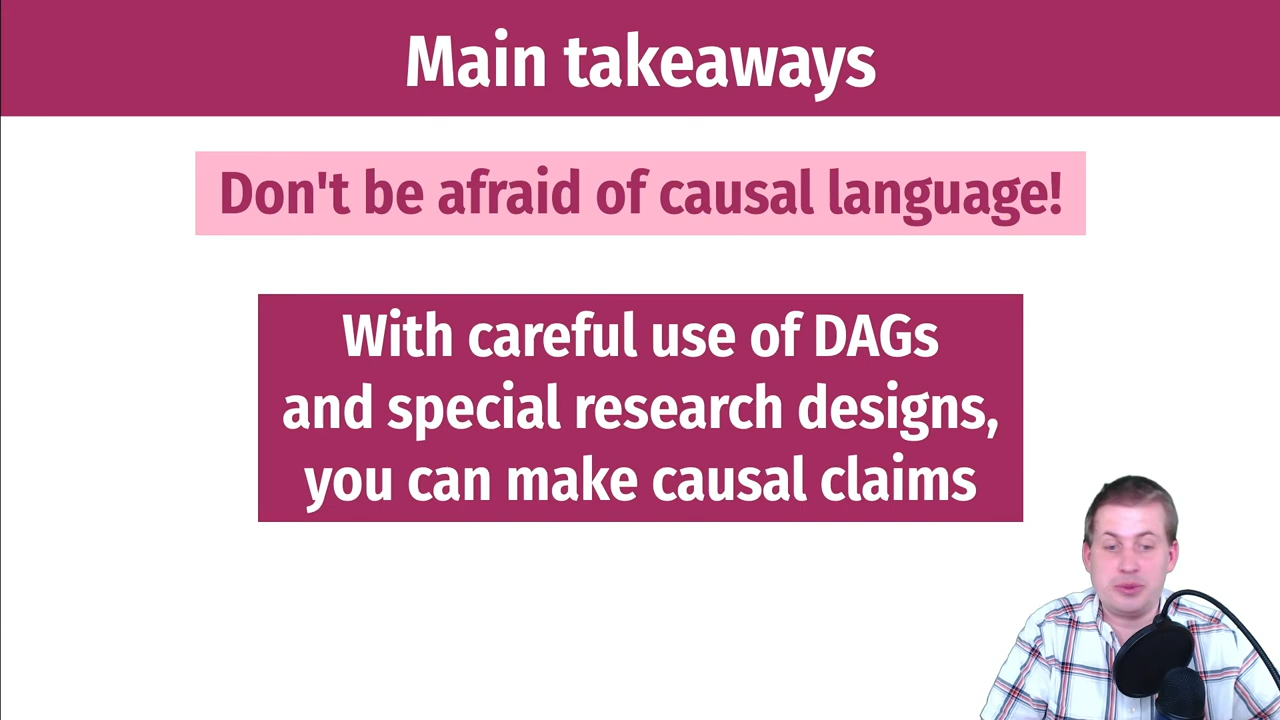 Main takeaways
Don't be afraid of causal language!
With careful use of DAGs
and special research designs,
you can make causal claims